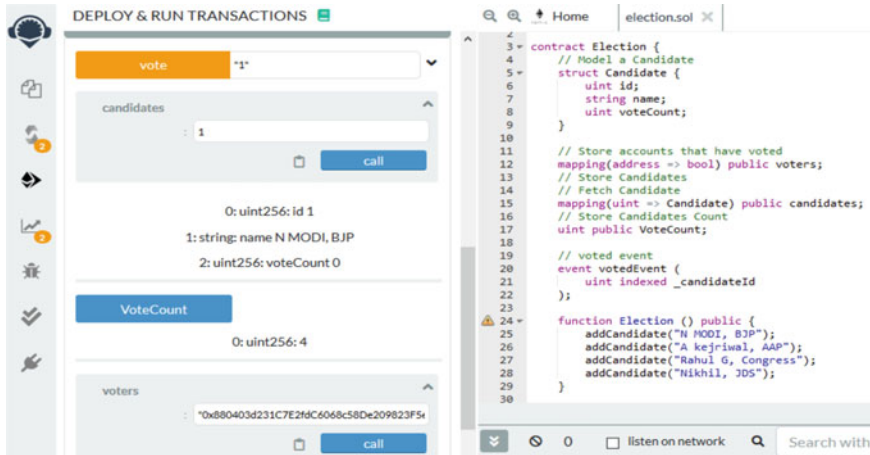 DEPLOY & RUN TRANSACTIONS
vote
"1"
candidates
:
1
call
0: uint256: id 1
1: string: name N MODI, BJP
2: uint256: voteCount 0
VoteCount
0: uint256: 4
voters
:
"0x880403d231C7E2fdC6068c58De209823F5
call
2
2
Home
election.sol
2
3 contract Election {
4 // Model a Candidate
5 struct Candidate {
6 uint id;
7 string name;
8 uint voteCount;
9 }
10
11 // Store accounts that have voted
12 mapping(address => bool) public voters;
13 // Store Candidates
14 // Fetch Candidate
15 mapping(uint => Candidate) public candidates;
16 // Store Candidates Count
17 uint public VoteCount;
18
19 // voted event
20 event votedEvent (
21 uint indexed _candidateId
22 );
23
24 function Election () public {
25 addCandidate("N MODI, BJP");
26 addCandidate("A kejriwal, AAP");
27 addCandidate("Rahul G, Congress");
28 addCandidate("Nikhil, JDS");
29 }
30
0
listen on network
Search with